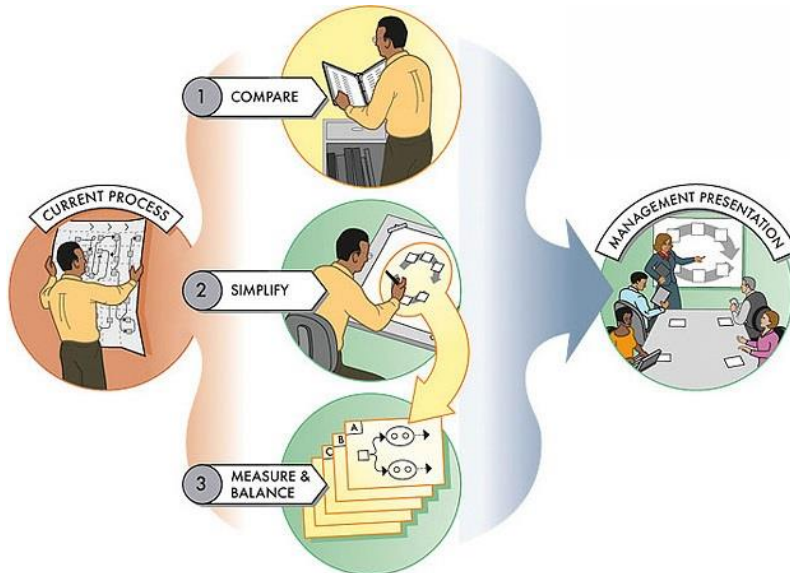 1 COMPARE
CURRENT PROCESS
MANAGEMENT PRESENTATION
2 SIMPLIFY
A
B
C
3 MEASURE &
BALANCE